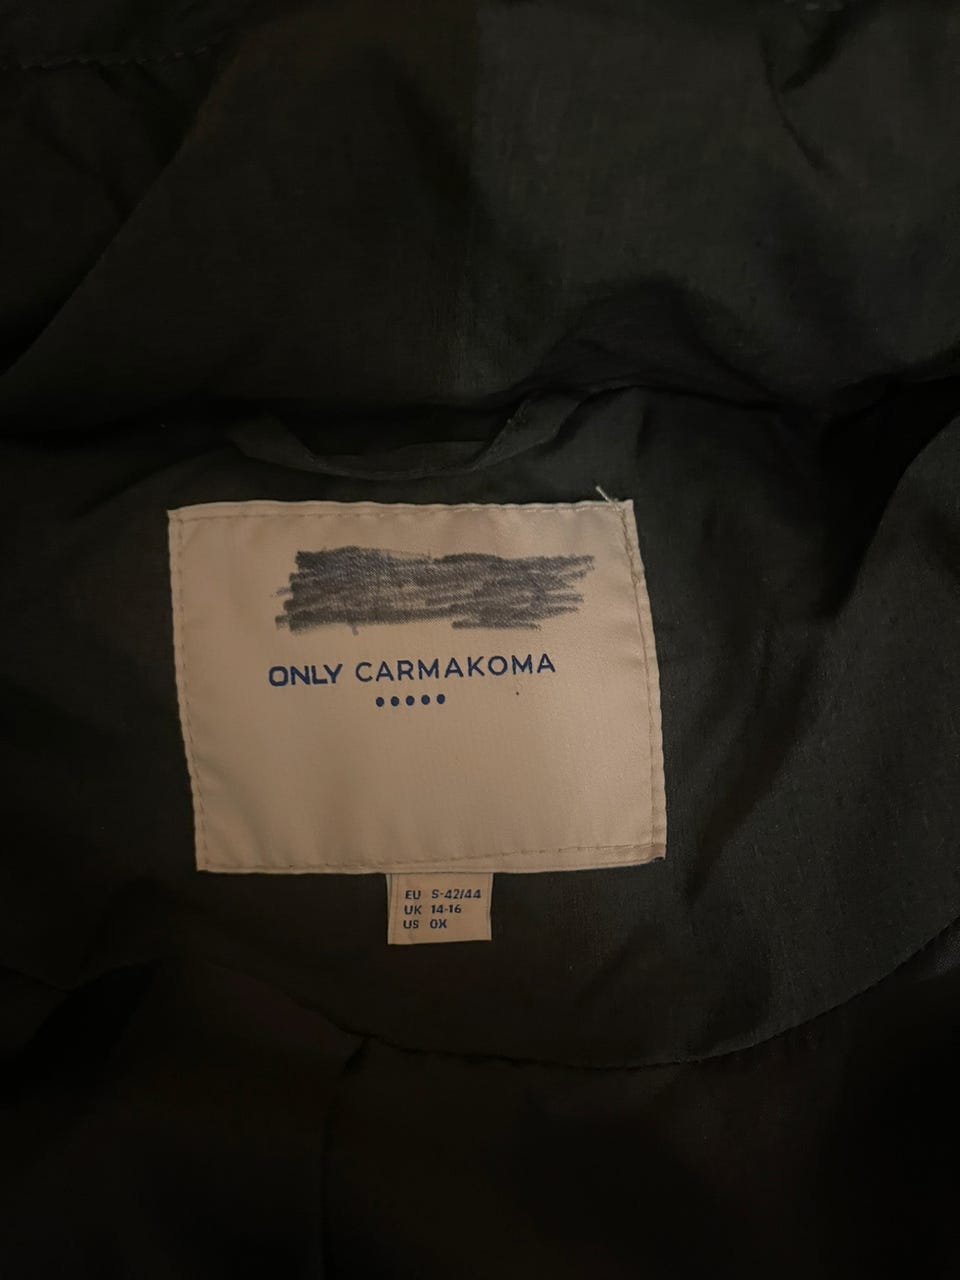 ONLY CARMAKOMA
EU S-42/44
UK 14-16
US 0X